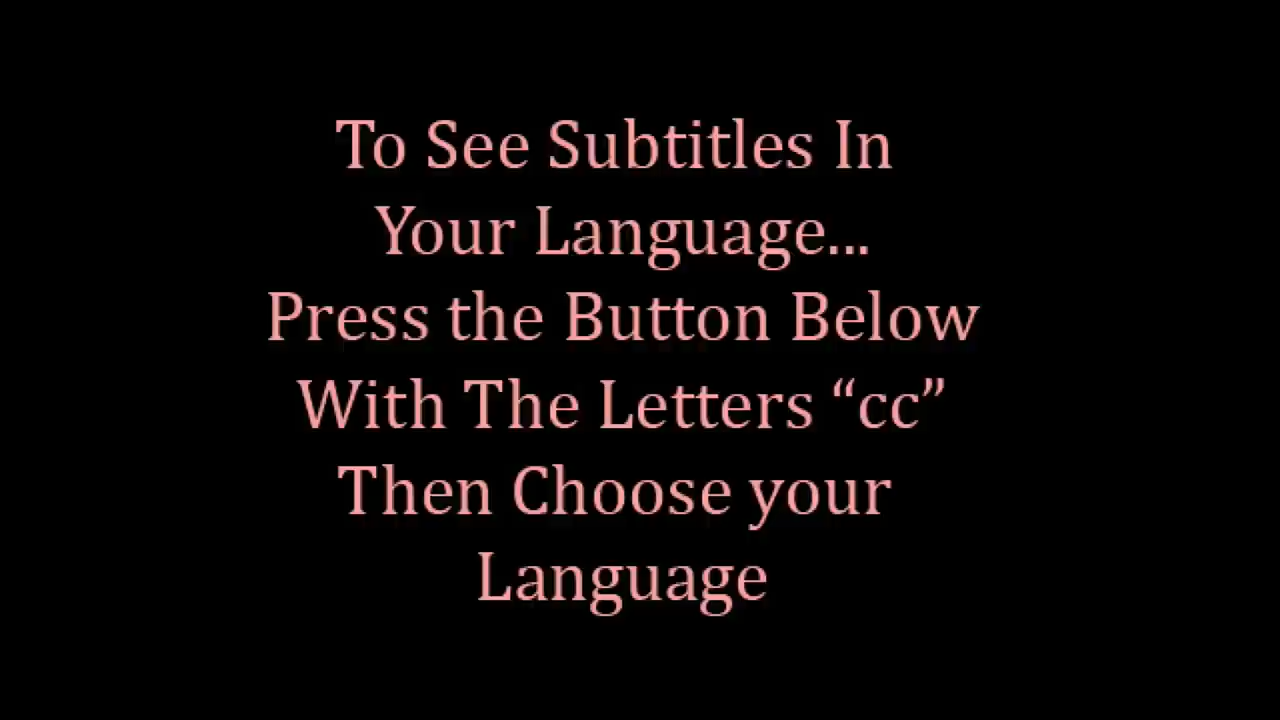 To See Subtitles In
Your Language...
Press the Button Below
With The Letters “cc”
Then Choose your
Language